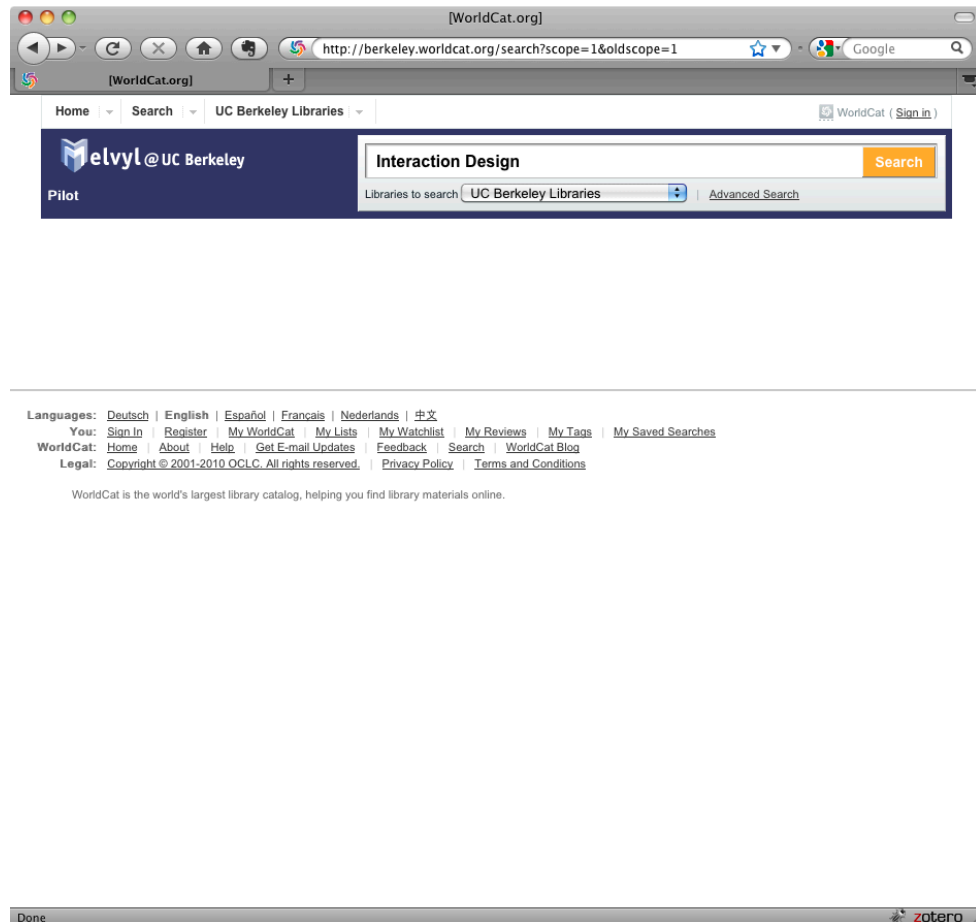 [WorldCat.org]
http://berkeley.worldcat.org/search?scope=1&oldscope=1
Google
[WorldCat.org] +
Home | Search | UC Berkeley Libraries
WorldCat ( Sign in )
Melvyl @ UC Berkeley
Pilot
Interaction Design
Search
Libraries to search UC Berkeley Libraries | Advanced Search
Languages: Deutsch | English | Español | Français | Nederlands | 中文
You: Sign In | Register | My WorldCat | My Lists | My Watchlist | My Reviews | My Tags | My Saved Searches
WorldCat: Home | About | Help | Get E-mail Updates | Feedback | Search | WorldCat Blog
Legal: Copyright © 2001-2010 OCLC. All rights reserved. | Privacy Policy | Terms and Conditions
WorldCat is the world's largest library catalog, helping you find library materials online.
Done
zotero